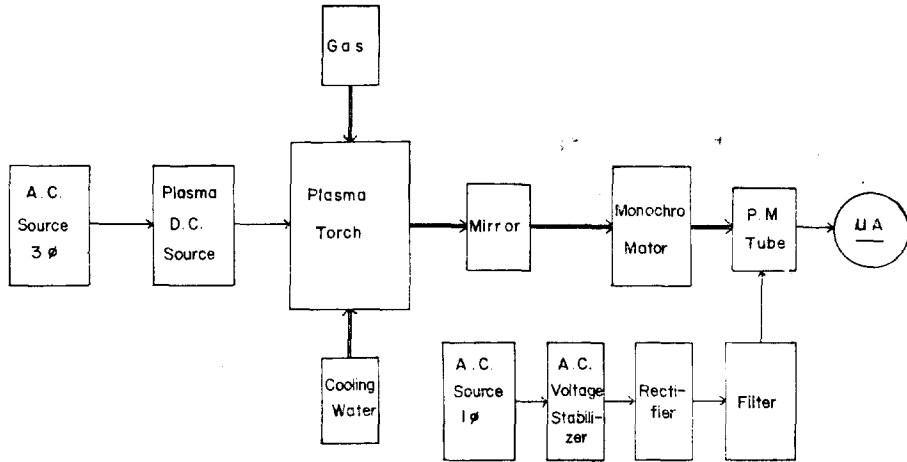 Gas
A.C.
Source
3 ø
Plasma
D.C.
Source
Plasma
Torch
Mirror
Monochro
Mator
P.M
Tube
µA
Cooling
Water
A.C.
Source
1ø
A.C.
Voltage
Stabili-
zer
Recti-
fier
Filter